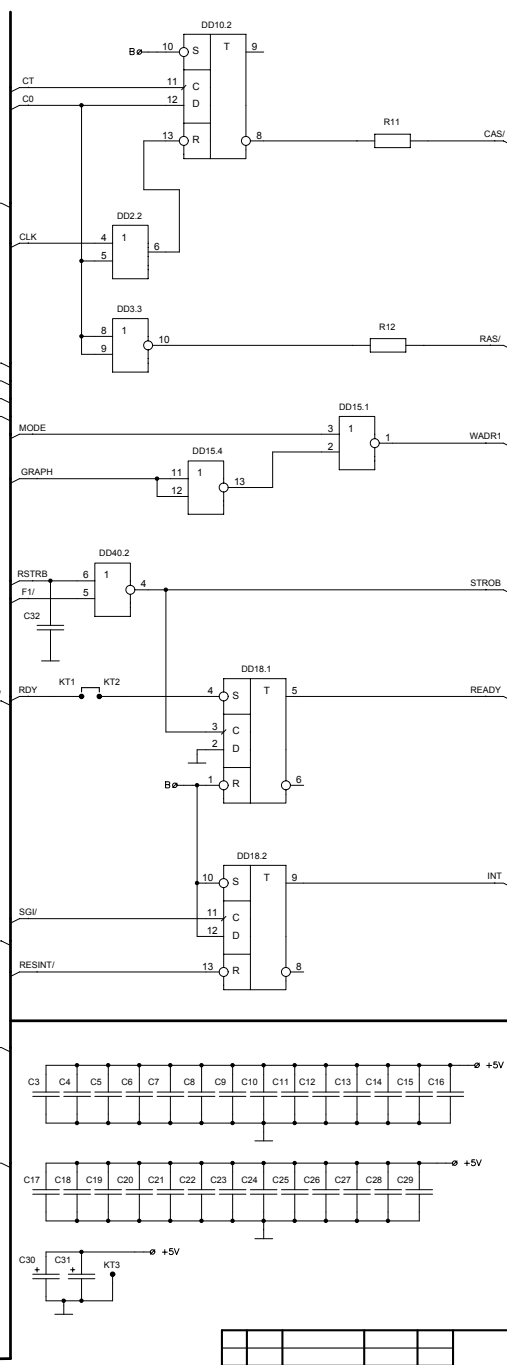 DD10.2
B 10 S T 9
CT 11 C
C0 12 D
13 R 8 R11 CAS/
DD2.2
CLK 4 1 6
5
DD3.3
8 1 10 R12 RAS/
9
DD15.1
MODE 3 1 1 WADR1
2
DD15.4
GRAPH 11 1 13
12
DD40.2
RSTRB 6 1 4 STROB
F1/ 5
C32
DD18.1
RDY KT1 KT2 4 S T 5 READY
3 C
2 D
B 1 R 6
DD18.2
10 S T 9 INT
SGI/ 11 C
12 D
RESINT/ 13 R 8
+5V
C3 C4 C5 C6 C7 C8 C9 C10 C11 C12 C13 C14 C15 C16
+5V
C17 C18 C19 C20 C21 C22 C23 C24 C25 C26 C27 C28 C29
+5V
C30 + C31 + KT3